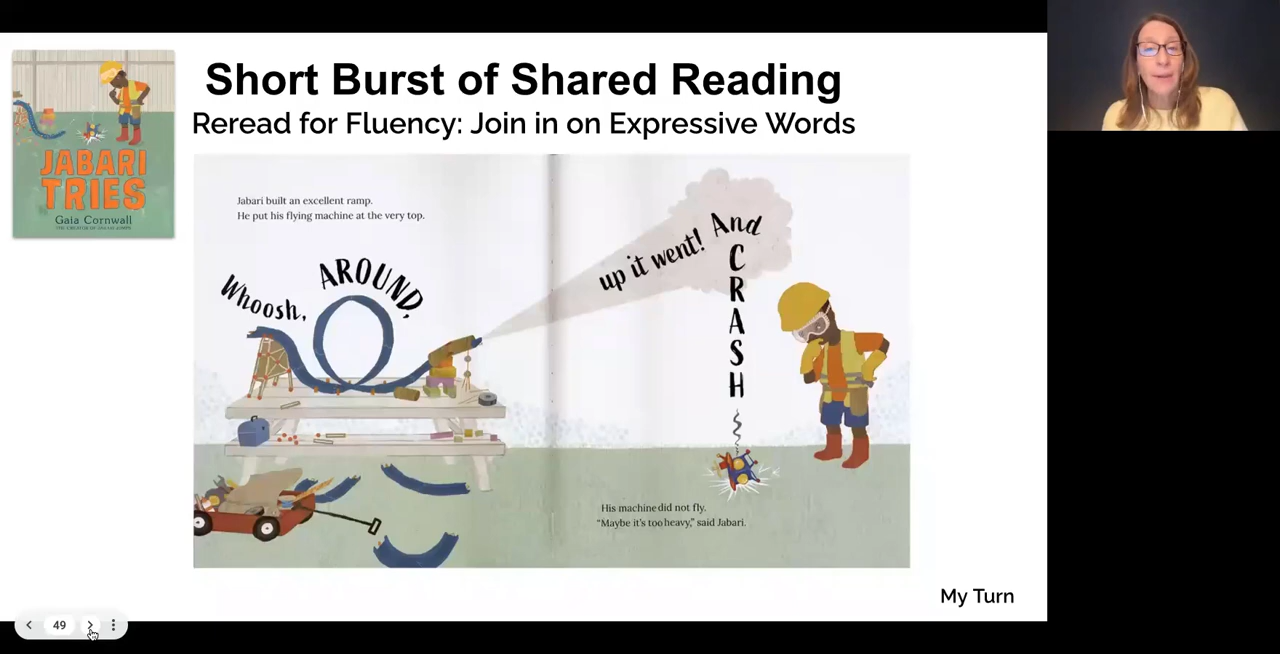 Short Burst of Shared Reading
Reread for Fluency: Join in on Expressive Words
JABARI
TRIES
Gaia Cornwall
Jabari built an excellent ramp.
He put his flying machine at the very top.
Whoosh,
AROUND,
up it went!
And
CRASH
His machine did not fly.
"Maybe it's too heavy," said Jabari.
My Turn
49